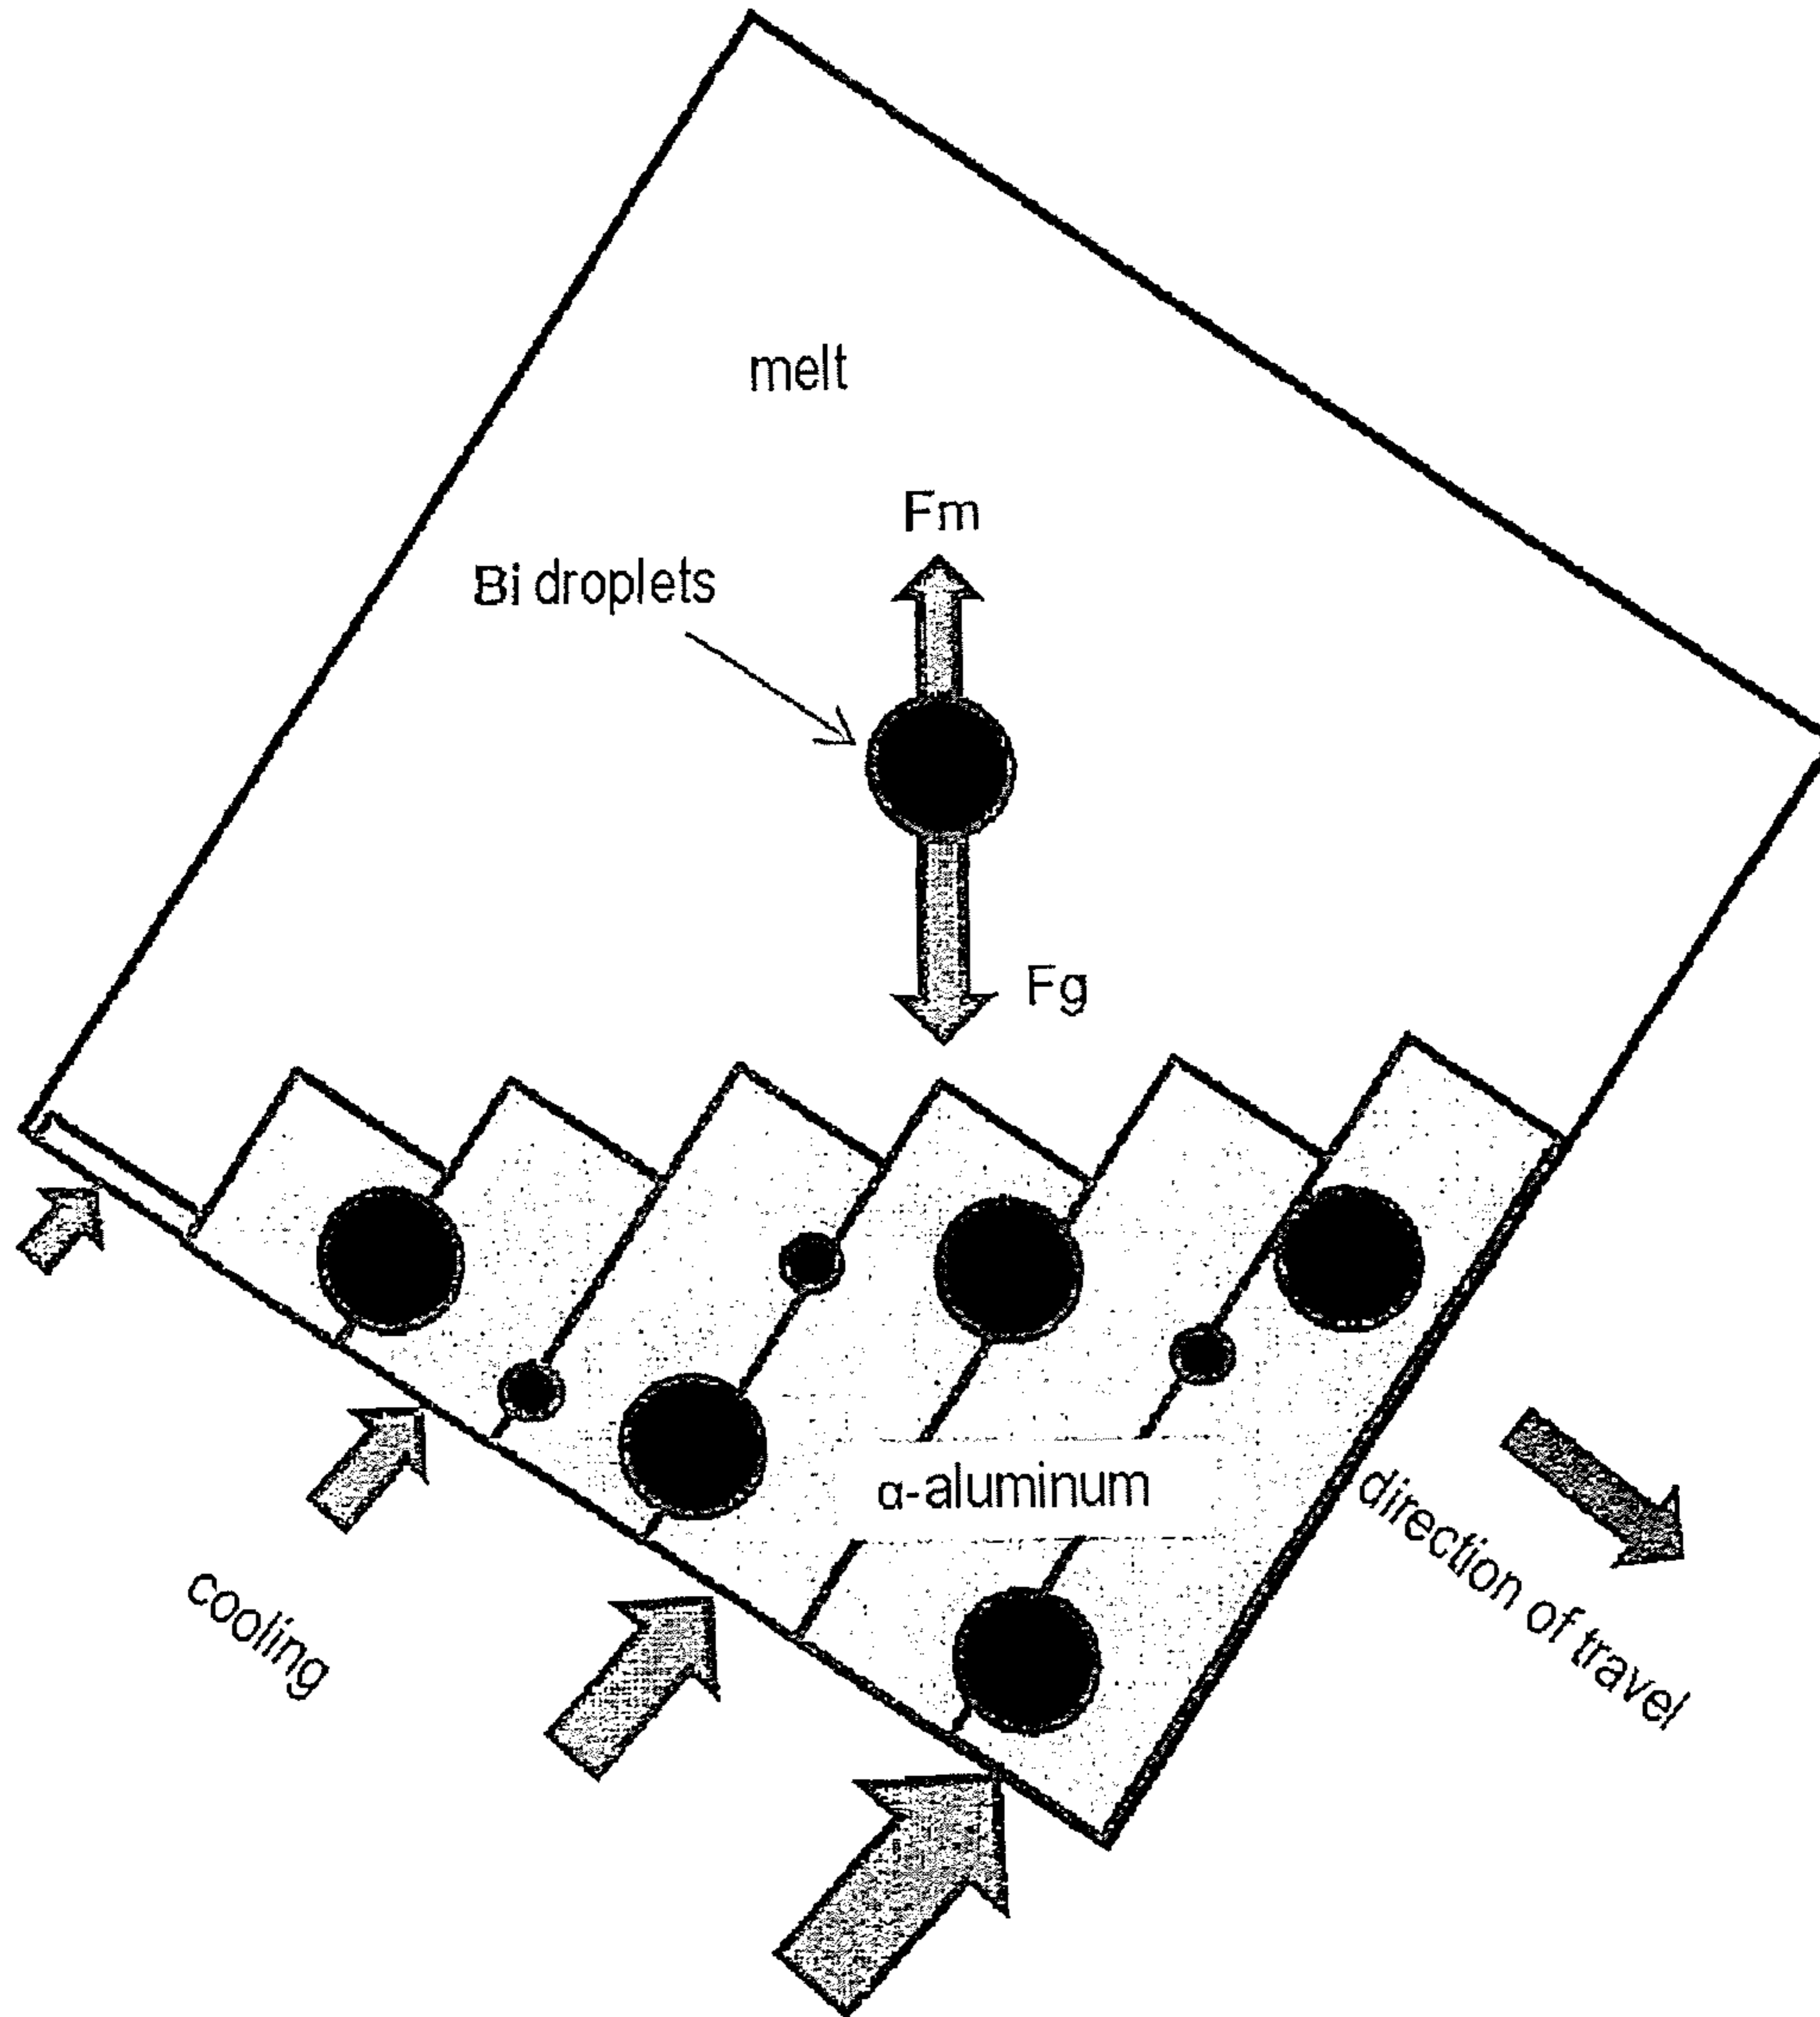 melt
Fm
Bi droplets
Fg
α-aluminum
direction of travel
cooling